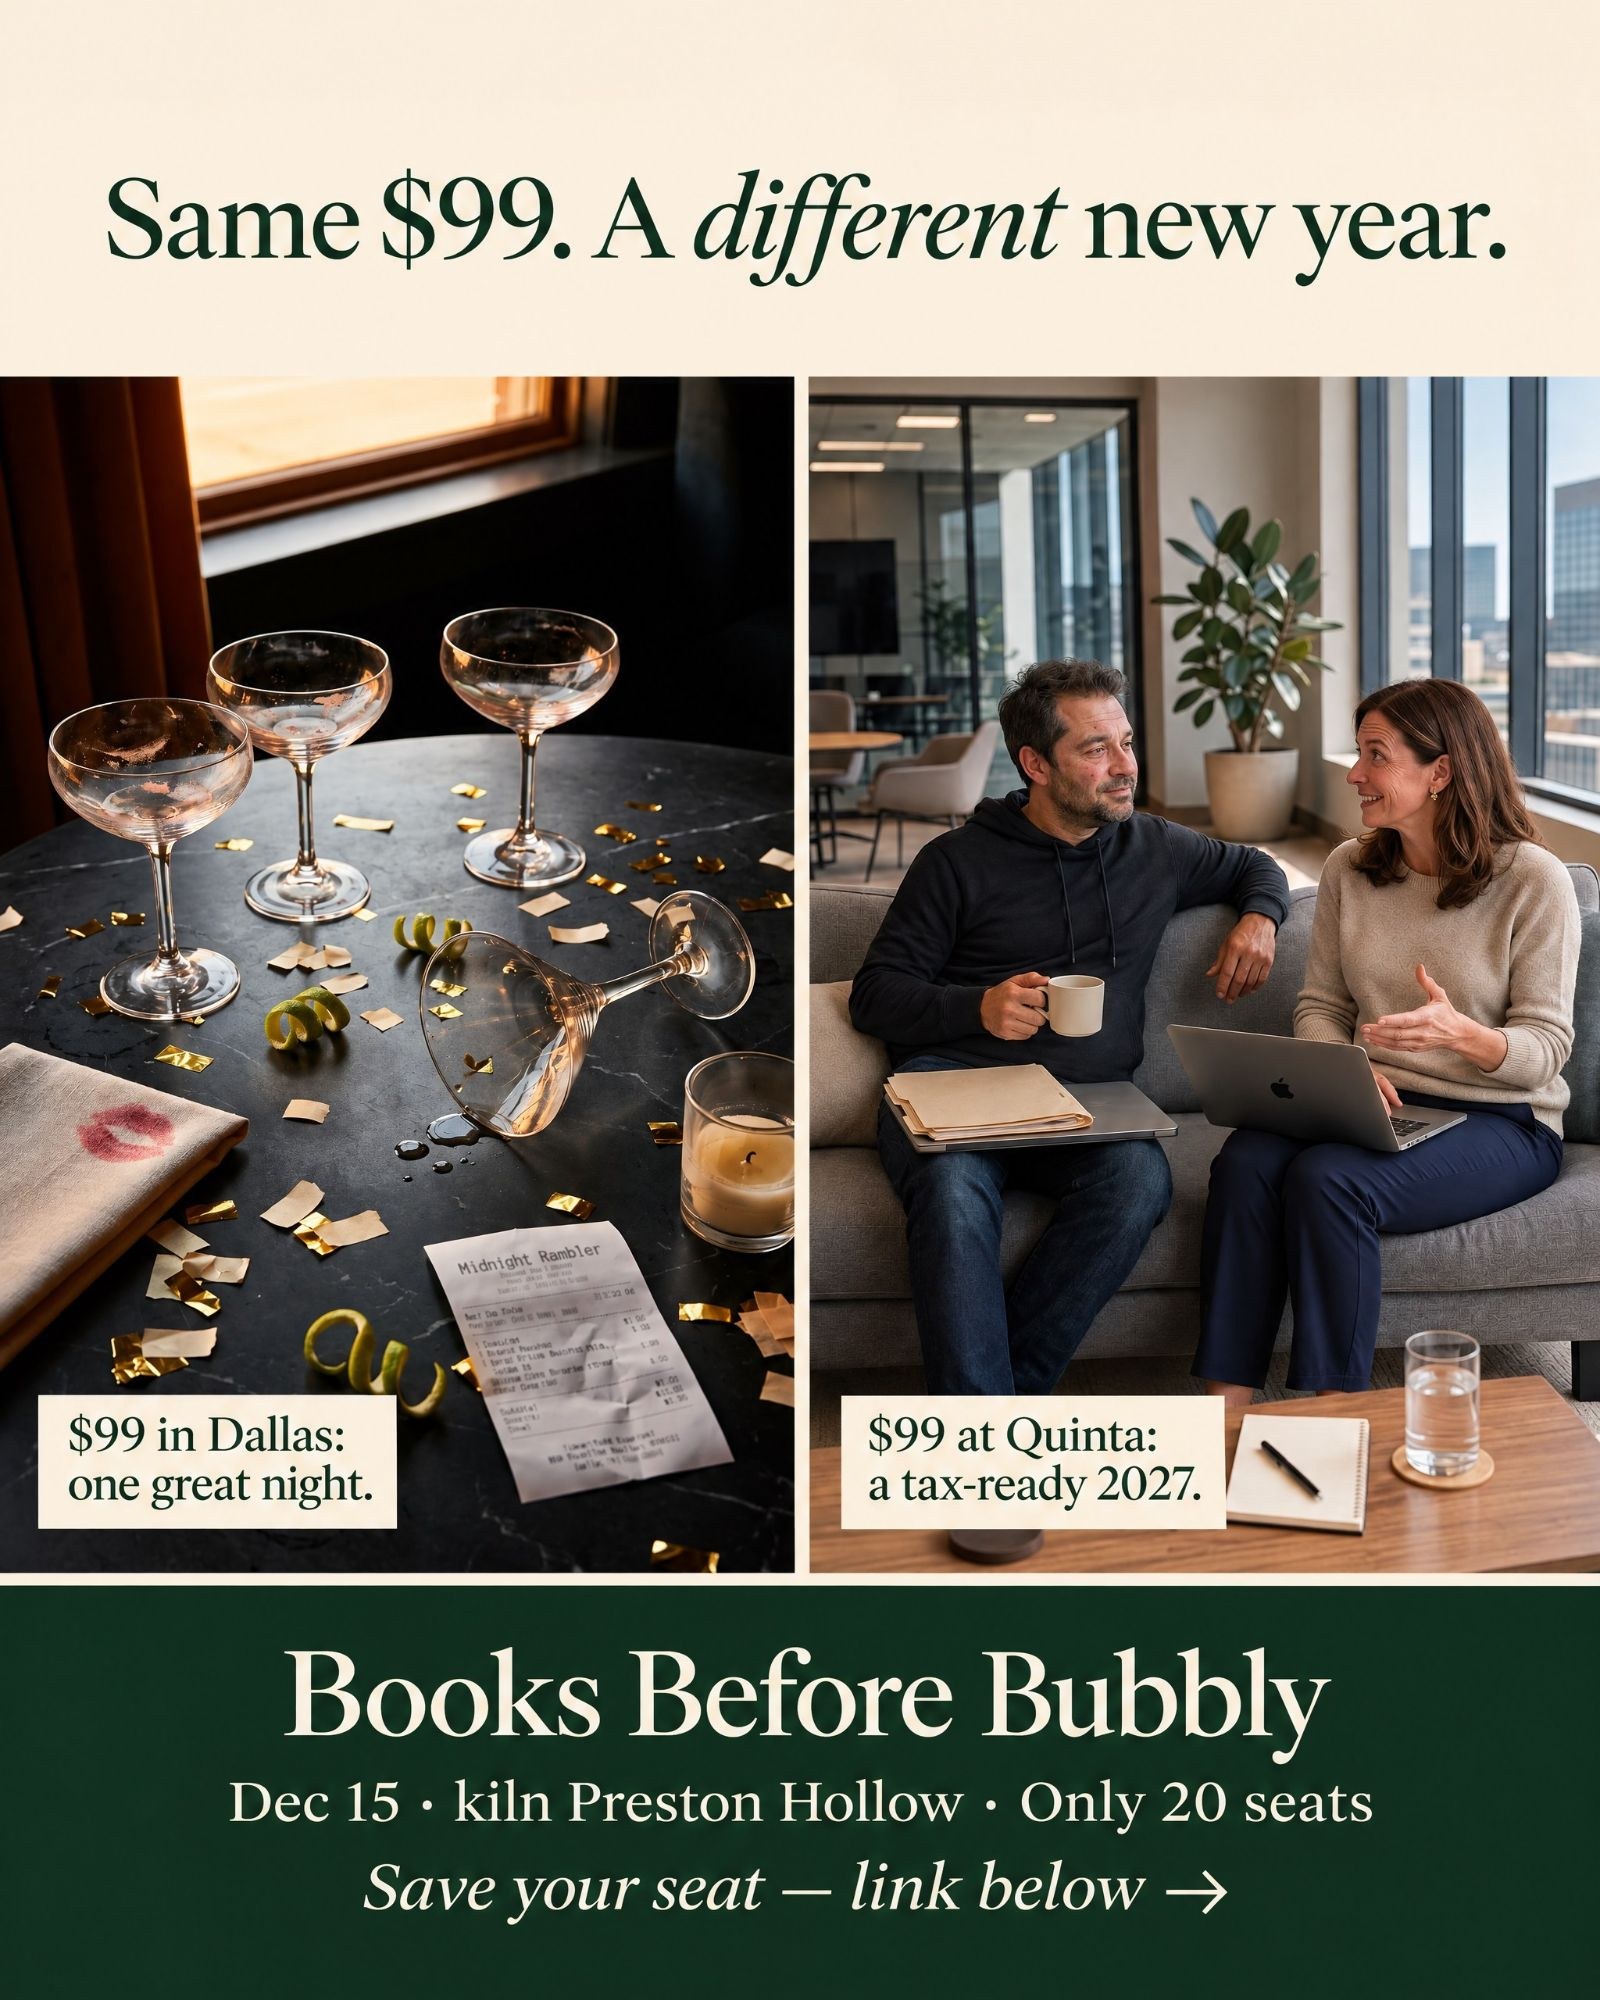 Same $99. A different new year.
Midnight Rambler
$99 in Dallas:
one great night.
$99 at Quinta:
a tax-ready 2027.
Books Before Bubbly
Dec 15 · kiln Preston Hollow · Only 20 seats
Save your seat — link below →